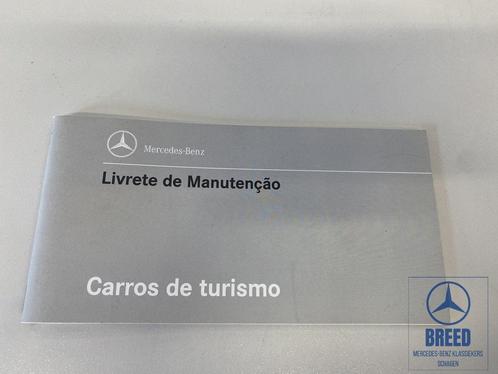 Mercedes-Benz
Livrete de Manutenção
Carros de turismo
BREED
MERCEDES-BENZ KLASSIEKERS
SCHAGEN